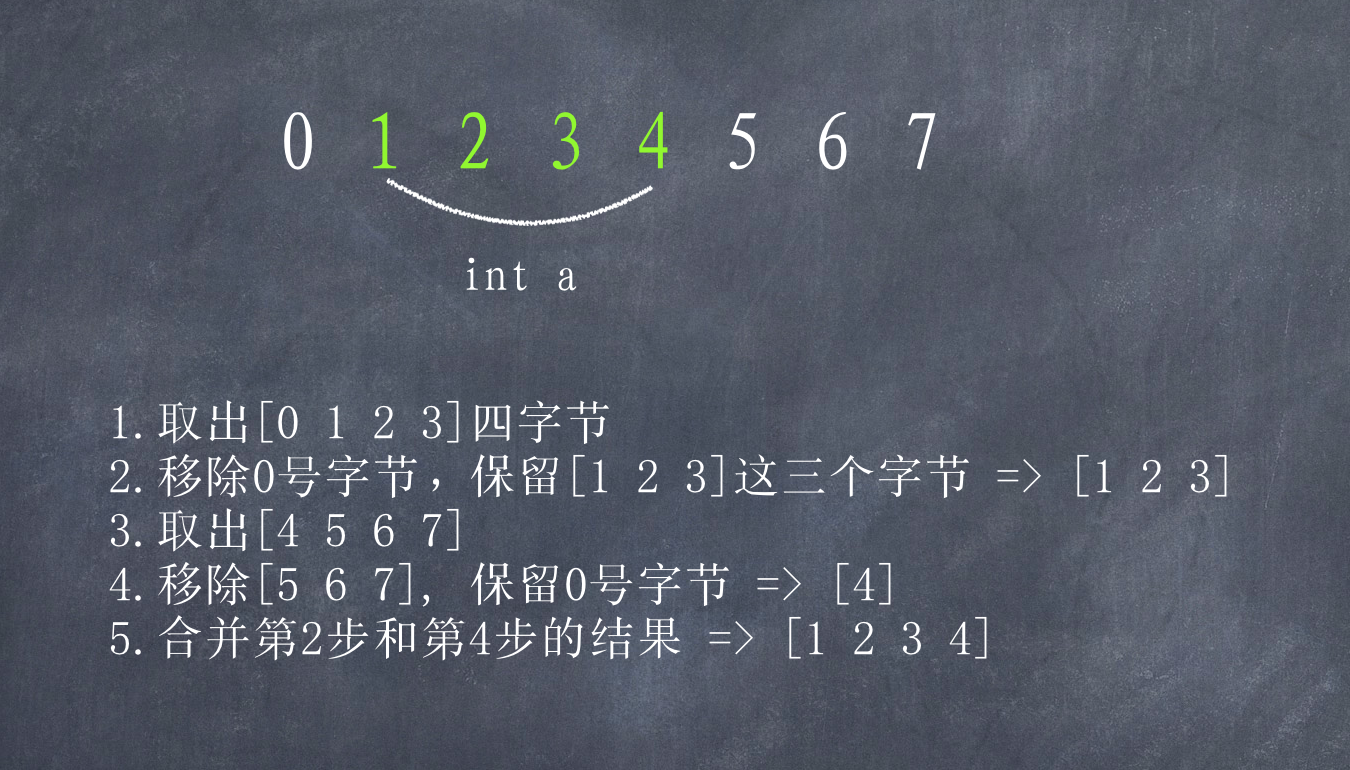 0 1 2 3 4 5 6 7
int a
1.取出[0 1 2 3]四字节
2.移除0号字节，保留[1 2 3]这三个字节 => [1 2 3]
3.取出[4 5 6 7]
4.移除[5 6 7], 保留0号字节 => [4]
5.合并第2步和第4步的结果 => [1 2 3 4]